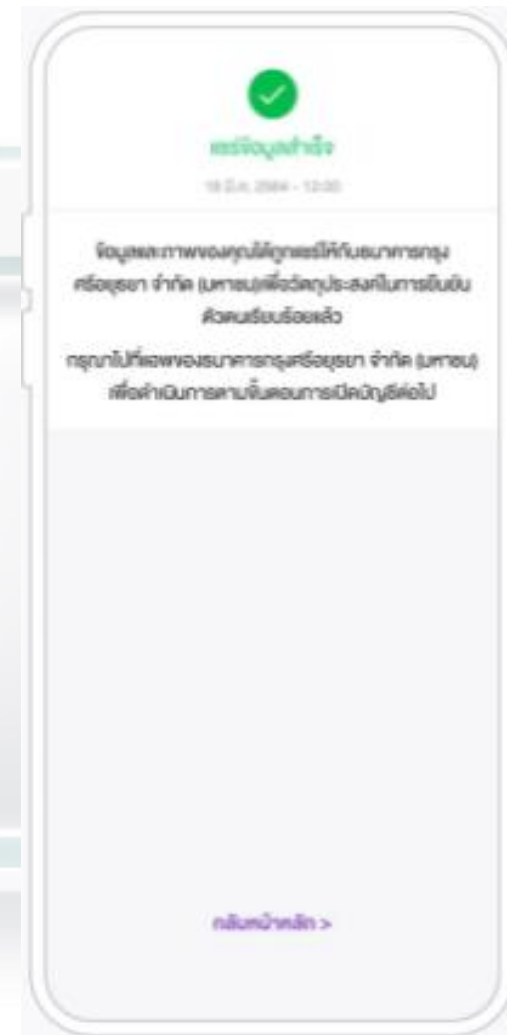 แชร์ข้อมูลสำเร็จ
18 มี.ค. 2564 - 12:00
ข้อมูลและภาพของคุณได้ถูกแชร์ให้กับธนาคารกรุง
ศรีอยุธยา จำกัด (มหาชน)เพื่อวัตถุประสงค์ในการยืนยัน
ตัวตนเรียบร้อยแล้ว
กรุณาไปที่แอพของธนาคารกรุงศรีอยุธยา จำกัด (มหาชน)
เพื่อดำเนินการตามขั้นตอนการเปิดบัญชีต่อไป
กลับหน้าหลัก >